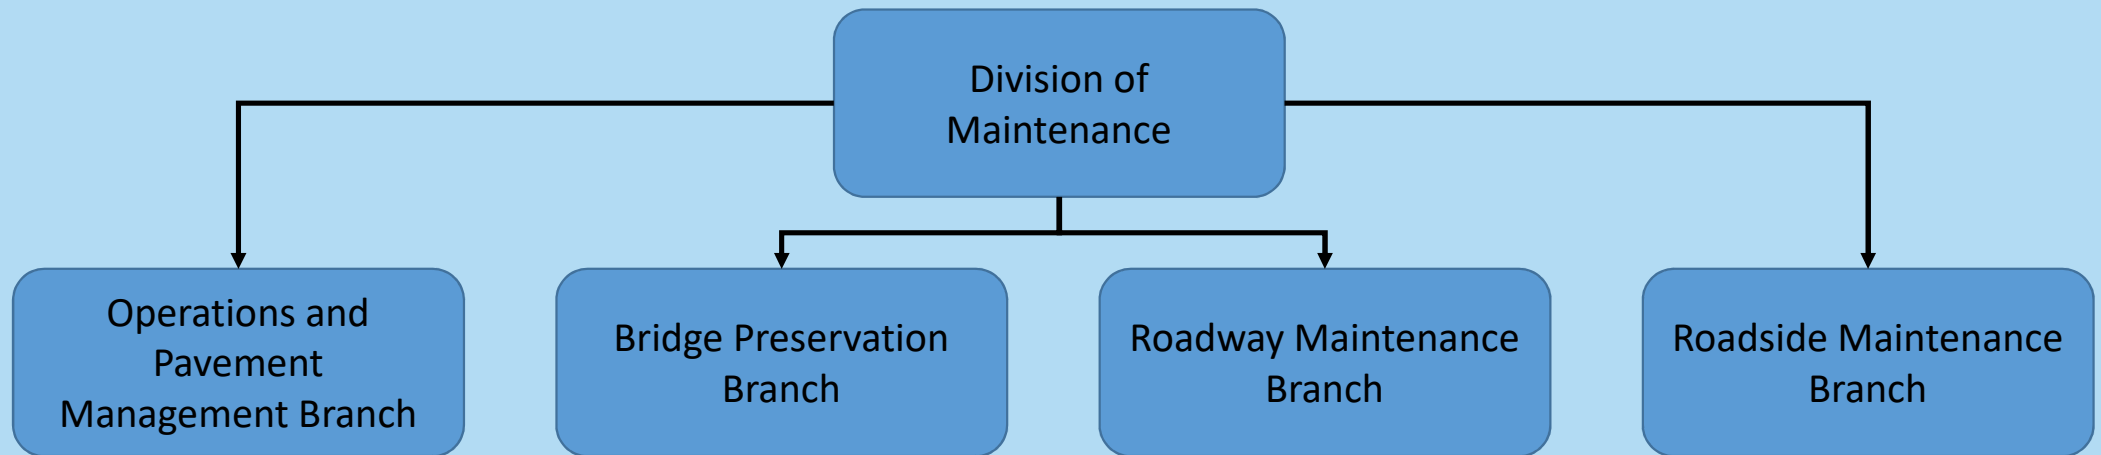 Division of
Maintenance
Operations and
Pavement
Management Branch
Bridge Preservation
Branch
Roadway Maintenance
Branch
Roadside Maintenance
Branch